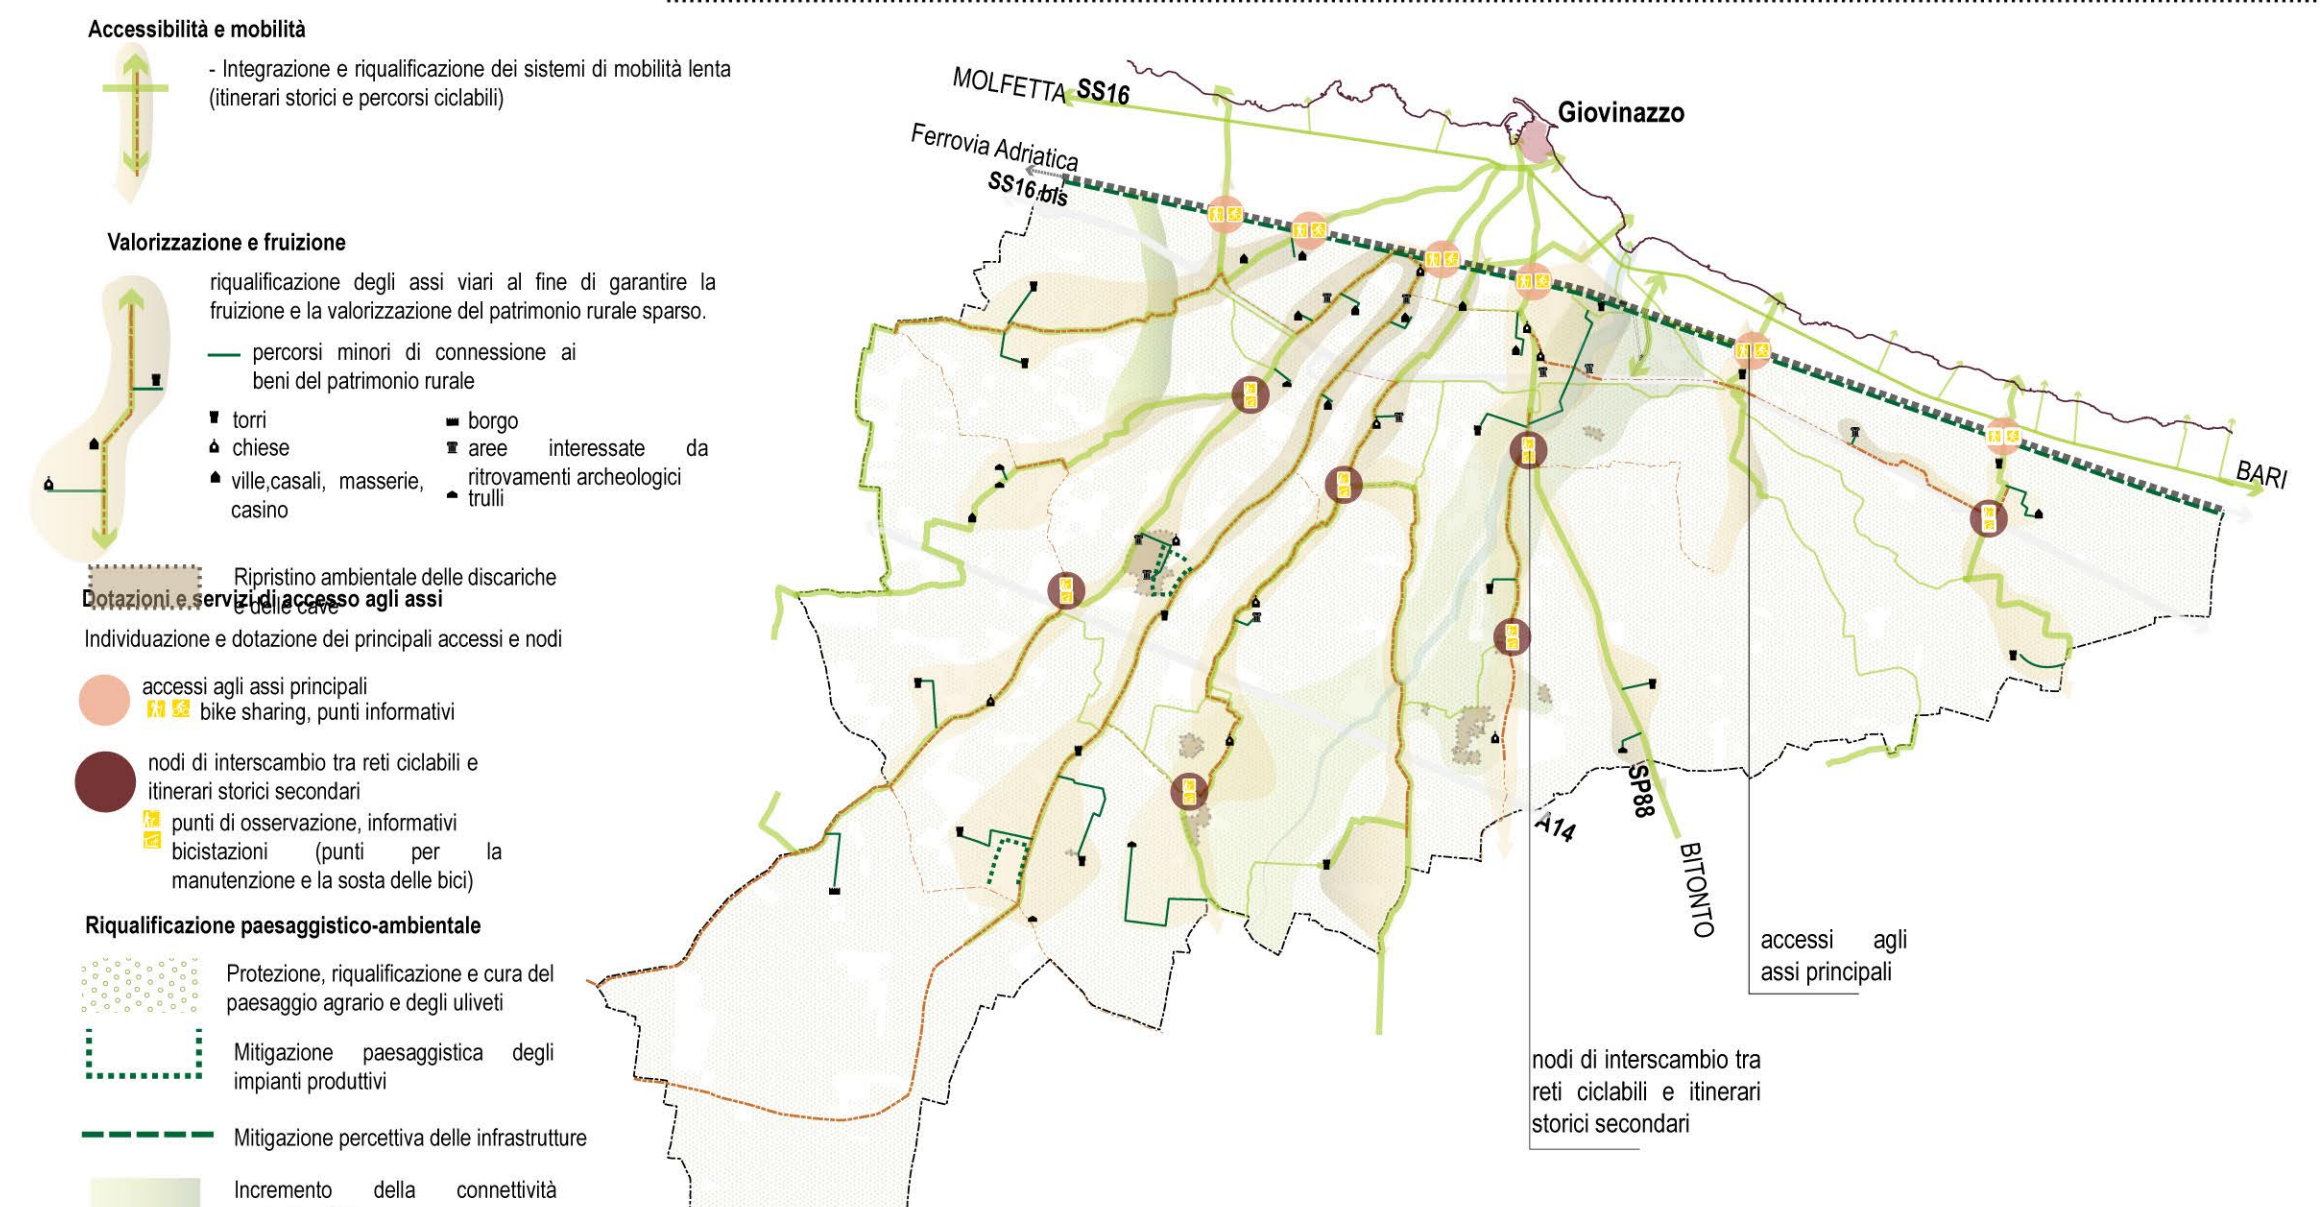 Accessibilità e mobilità
- Integrazione e riqualificazione dei sistemi di mobilità lenta
(itinerari storici e percorsi ciclabili)
Valorizzazione e fruizione
riqualificazione degli assi viari al fine di garantire la
fruizione e la valorizzazione del patrimonio rurale sparso.
percorsi minori di connessione ai
beni del patrimonio rurale
torri
chiese
ville,casali, masserie,
casino
borgo
aree interessate da
ritrovamenti archeologici
trulli
Ripristino ambientale delle discariche
e delle cave
Dotazioni e servizi di accesso agli assi
Individuazione e dotazione dei principali accessi e nodi
accessi agli assi principali
bike sharing, punti informativi
nodi di interscambio tra reti ciclabili e
itinerari storici secondari
punti di osservazione, informativi
bicistazioni (punti per la
manutenzione e la sosta delle bici)
Riqualificazione paesaggistico-ambientale
Protezione, riqualificazione e cura del
paesaggio agrario e degli uliveti
Mitigazione paesaggistica degli
impianti produttivi
Mitigazione percettiva delle infrastrutture
Incremento della connettività
MOLFETTA SS16
Giovinazzo
Ferrovia Adriatica
SS16 bis
BARI
SP88
A14
BITONTO
accessi agli
assi principali
nodi di interscambio tra
reti ciclabili e itinerari
storici secondari